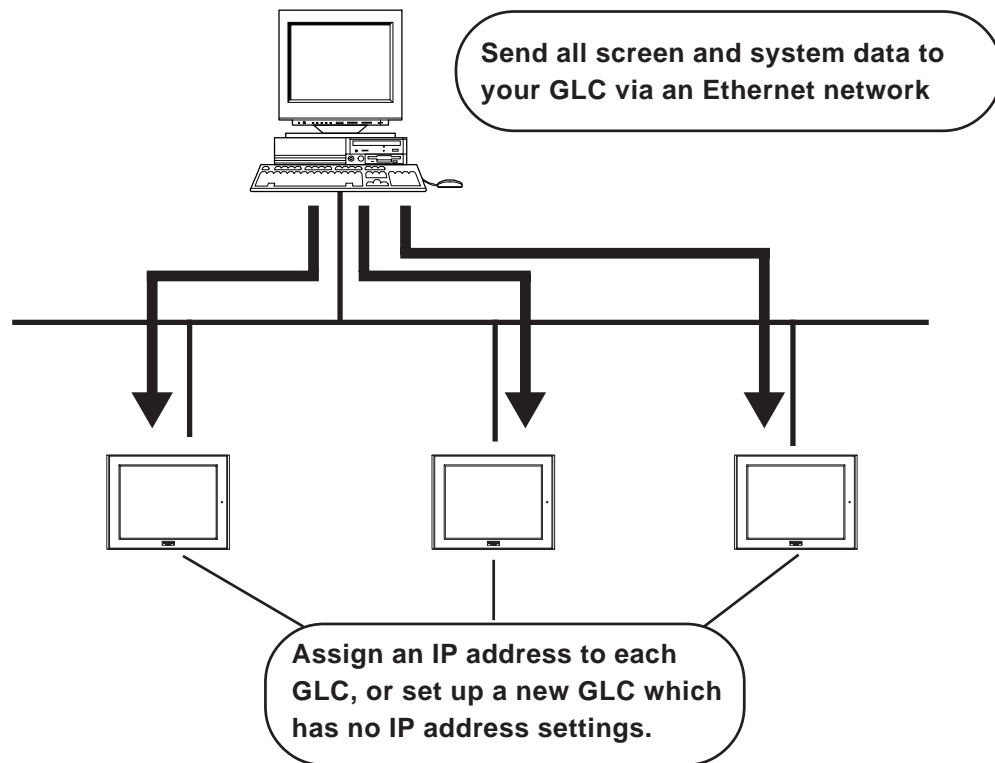 Send all screen and system data to
your GLC via an Ethernet network
Assign an IP address to each
GLC, or set up a new GLC which
has no IP address settings.